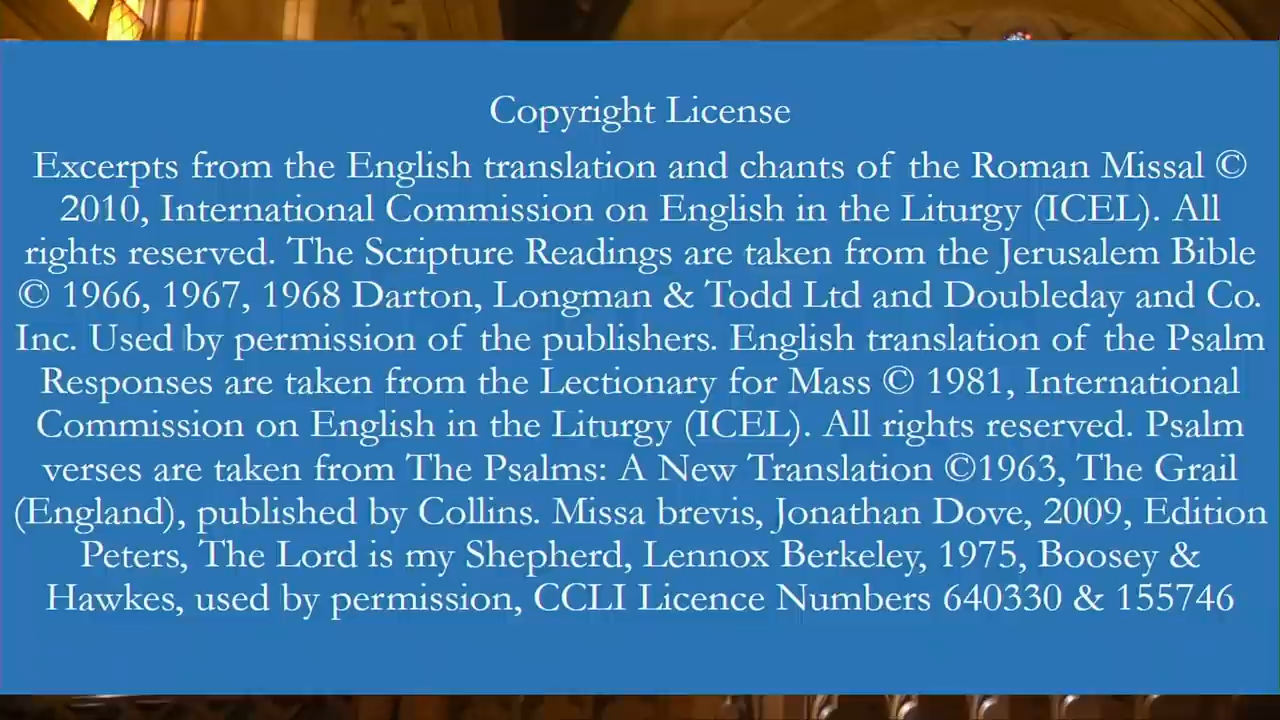 Copyright License
Excerpts from the English translation and chants of the Roman Missal ©
2010, International Commission on English in the Liturgy (ICEL). All
rights reserved. The Scripture Readings are taken from the Jerusalem Bible
© 1966, 1967, 1968 Darton, Longman & Todd Ltd and Doubleday and Co.
Inc. Used by permission of the publishers. English translation of the Psalm
Responses are taken from the Lectionary for Mass © 1981, International
Commission on English in the Liturgy (ICEL). All rights reserved. Psalm
verses are taken from The Psalms: A New Translation ©1963, The Grail
(England), published by Collins. Missa brevis, Jonathan Dove, 2009, Edition
Peters, The Lord is my Shepherd, Lennox Berkeley, 1975, Boosey &
Hawkes, used by permission, CCLI Licence Numbers 640330 & 155746